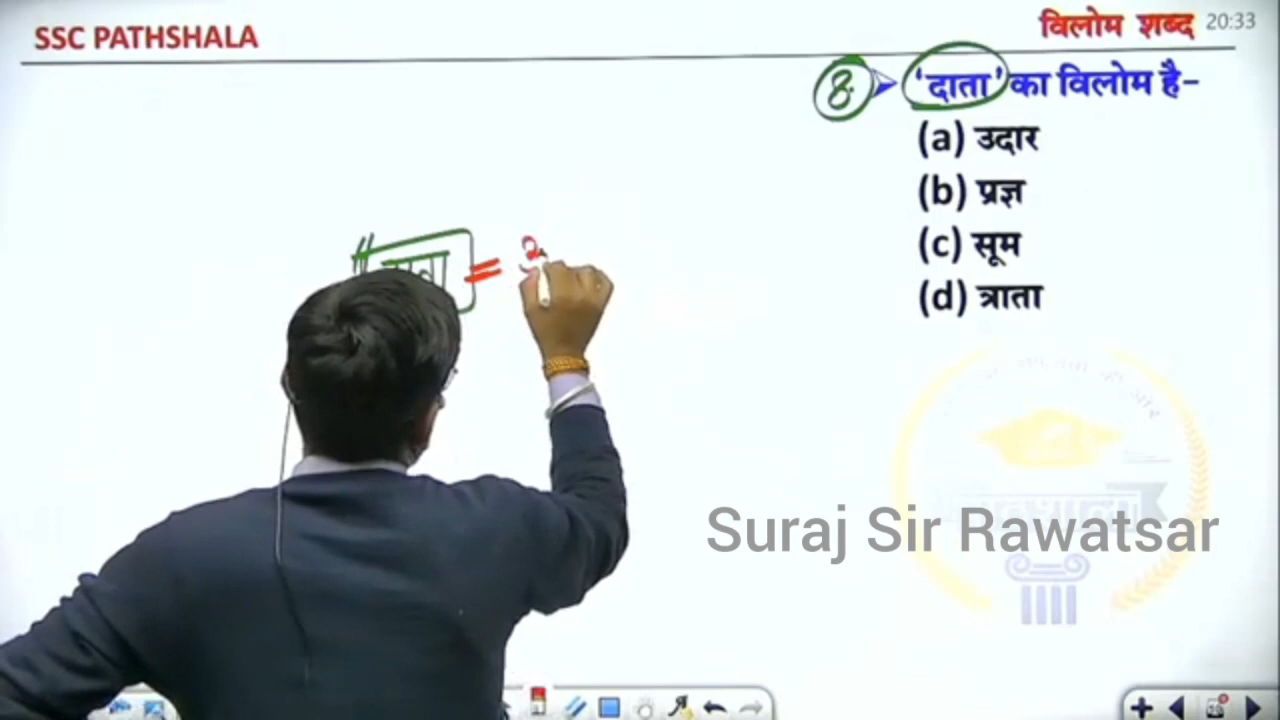 SSC PATHSHALA
विलोम शब्द 20:33
8 'दाता' का विलोम है-
(a) उदार
(b) प्रज्ञ
(c) सूम
(d) त्राता
=
Suraj Sir Rawatsar